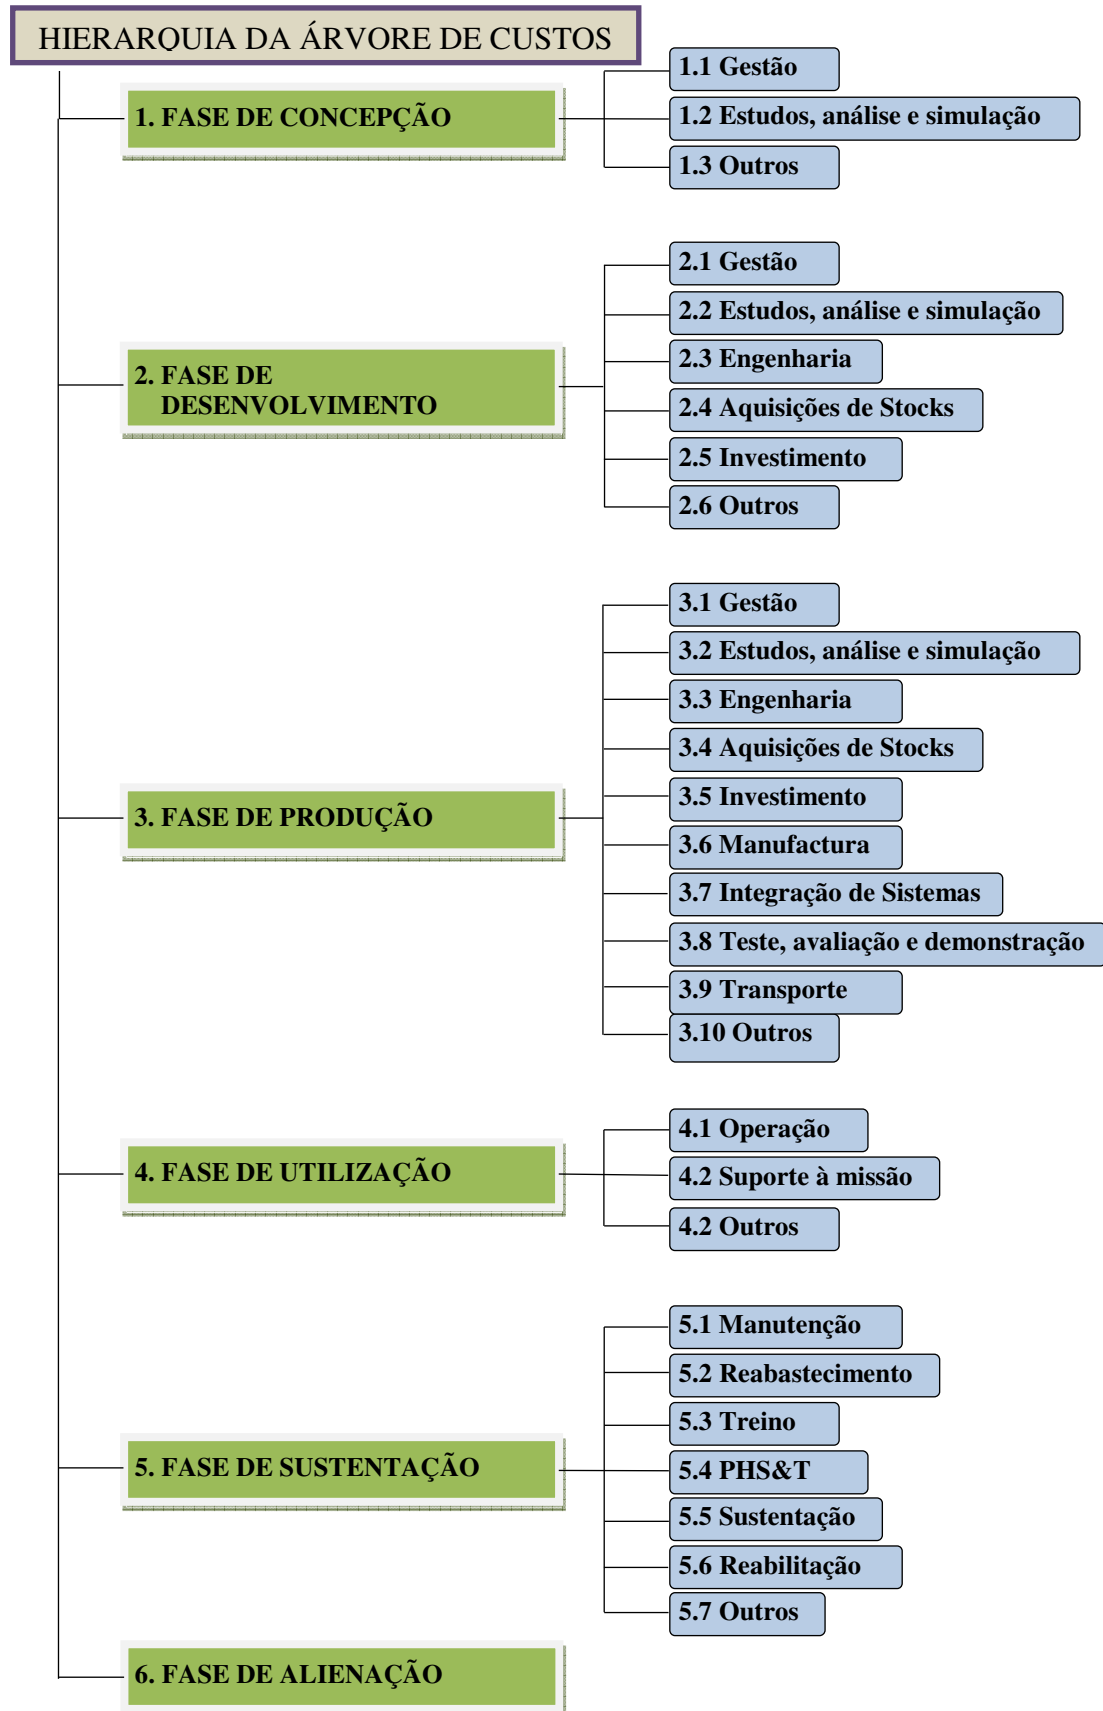 HIERARQUIA DA ÁRVORE DE CUSTOS
1. FASE DE CONCEPÇÃO
1.1 Gestão
1.2 Estudos, análise e simulação
1.3 Outros
2. FASE DE
DESENVOLVIMENTO
2.1 Gestão
2.2 Estudos, análise e simulação
2.3 Engenharia
2.4 Aquisições de Stocks
2.5 Investimento
2.6 Outros
3. FASE DE PRODUÇÃO
3.1 Gestão
3.2 Estudos, análise e simulação
3.3 Engenharia
3.4 Aquisições de Stocks
3.5 Investimento
3.6 Manufactura
3.7 Integração de Sistemas
3.8 Teste, avaliação e demonstração
3.9 Transporte
3.10 Outros
4. FASE DE UTILIZAÇÃO
4.1 Operação
4.2 Suporte à missão
4.2 Outros
5. FASE DE SUSTENTAÇÃO
5.1 Manutenção
5.2 Reabastecimento
5.3 Treino
5.4 PHS&T
5.5 Sustentação
5.6 Reabilitação
5.7 Outros
6. FASE DE ALIENAÇÃO